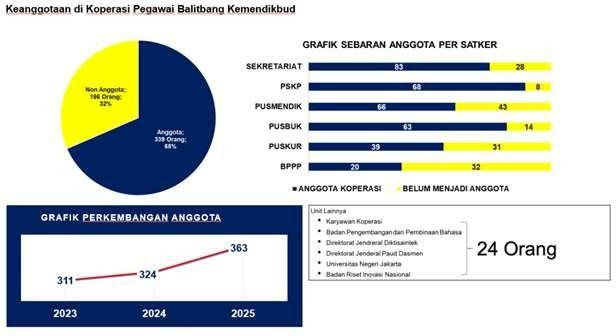 Keanggotaan di Koperasi Pegawai Balitbang Kemendikbud
Non Anggota;
156 Orang;
32%
Anggota;
339 Orang;
68%
GRAFIK SEBARAN ANGGOTA PER SATKER
SEKRETARIAT 83 28
PSKP 68 8
PUSMENDIK 66 43
PUSBUK 63 14
PUSKUR 39 31
BPPP 20 32
ANGGOTA KOPERASI BELUM MENJADI ANGGOTA
GRAFIK PERKEMBANGAN ANGGOTA
311 324 363
2023 2024 2025
Unit Lainnya
• Karyawan Koperasi
• Badan Pengembangan dan Pembinaan Bahasa
• Direktorat Jendreral Diktisaintek
• Direktorat Jenderal Paud Dasmen
• Universitas Negeri Jakarta
• Badan Riset Inovasi Nasional
24 Orang